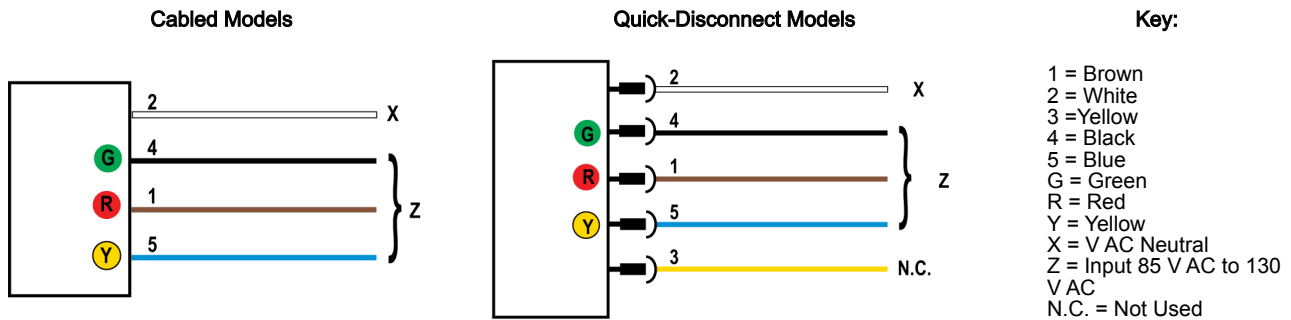 Cabled Models
2
X
G
4
R
1
Z
Y
5
Quick-Disconnect Models
2
X
G
4
R
1
Z
Y
5
3
N.C.
Key:
1 = Brown
2 = White
3 =Yellow
4 = Black
5 = Blue
G = Green
R = Red
Y = Yellow
X = V AC Neutral
Z = Input 85 V AC to 130
V AC
N.C. = Not Used